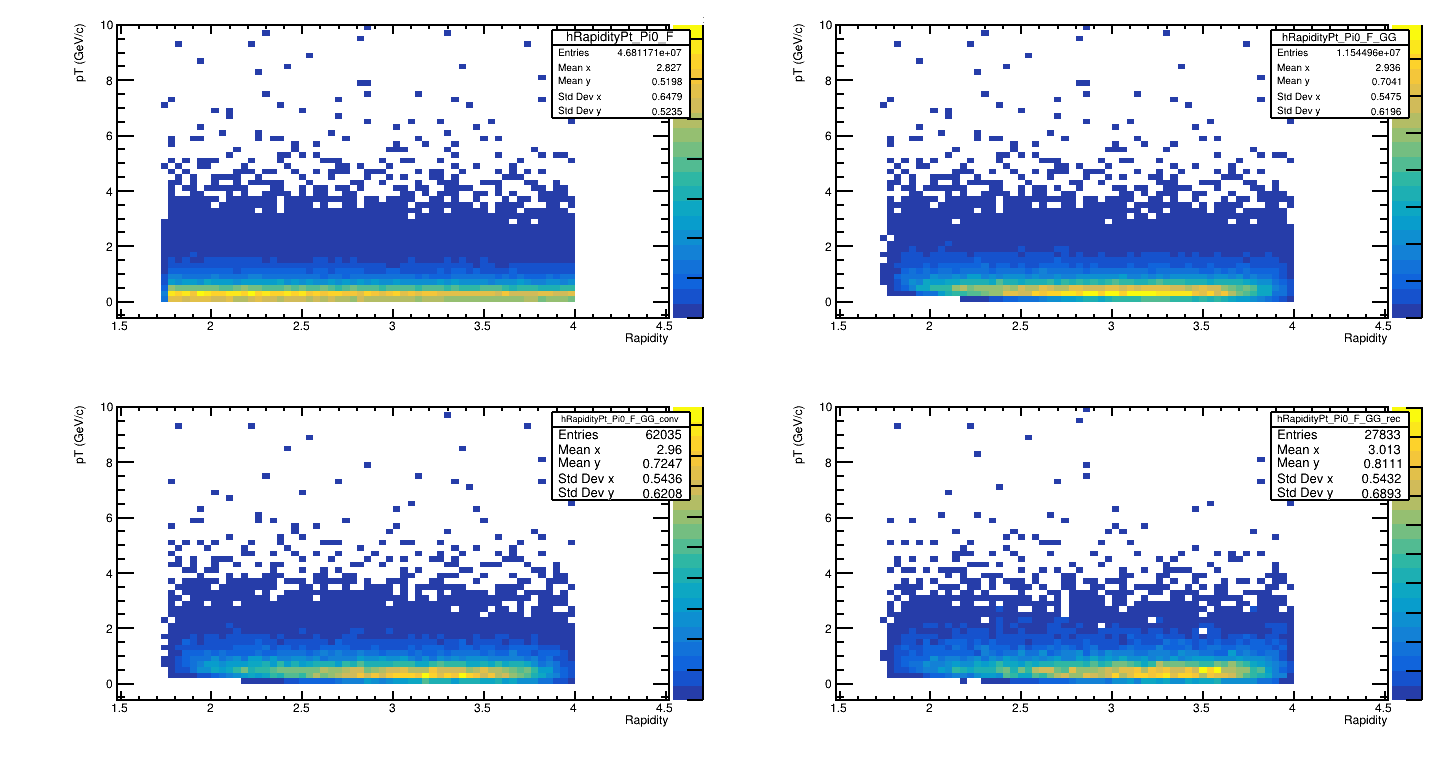 hRapidityPt_Pi0_F
Entries 4.681171e+07
Mean x 2.827
Mean y 0.5198
Std Dev x 0.6479
Std Dev y 0.5235
pT (GeV/c)
10
8
6
4
2
0
1.5 2 2.5 3 3.5 4 4.5
Rapidity
hRapidityPt_Pi0_F_GG
Entries 1.154496e+07
Mean x 2.936
Mean y 0.7041
Std Dev x 0.5475
Std Dev y 0.6196
pT (GeV/c)
10
8
6
4
2
0
1.5 2 2.5 3 3.5 4 4.5
Rapidity
hRapidityPt_Pi0_F_GG_conv
Entries 62035
Mean x 2.96
Mean y 0.7247
Std Dev x 0.5436
Std Dev y 0.6208
pT (GeV/c)
10
8
6
4
2
0
1.5 2 2.5 3 3.5 4 4.5
Rapidity
hRapidityPt_Pi0_F_GG_rec
Entries 27833
Mean x 3.013
Mean y 0.8111
Std Dev x 0.5432
Std Dev y 0.6893
pT (GeV/c)
10
8
6
4
2
0
1.5 2 2.5 3 3.5 4 4.5
Rapidity